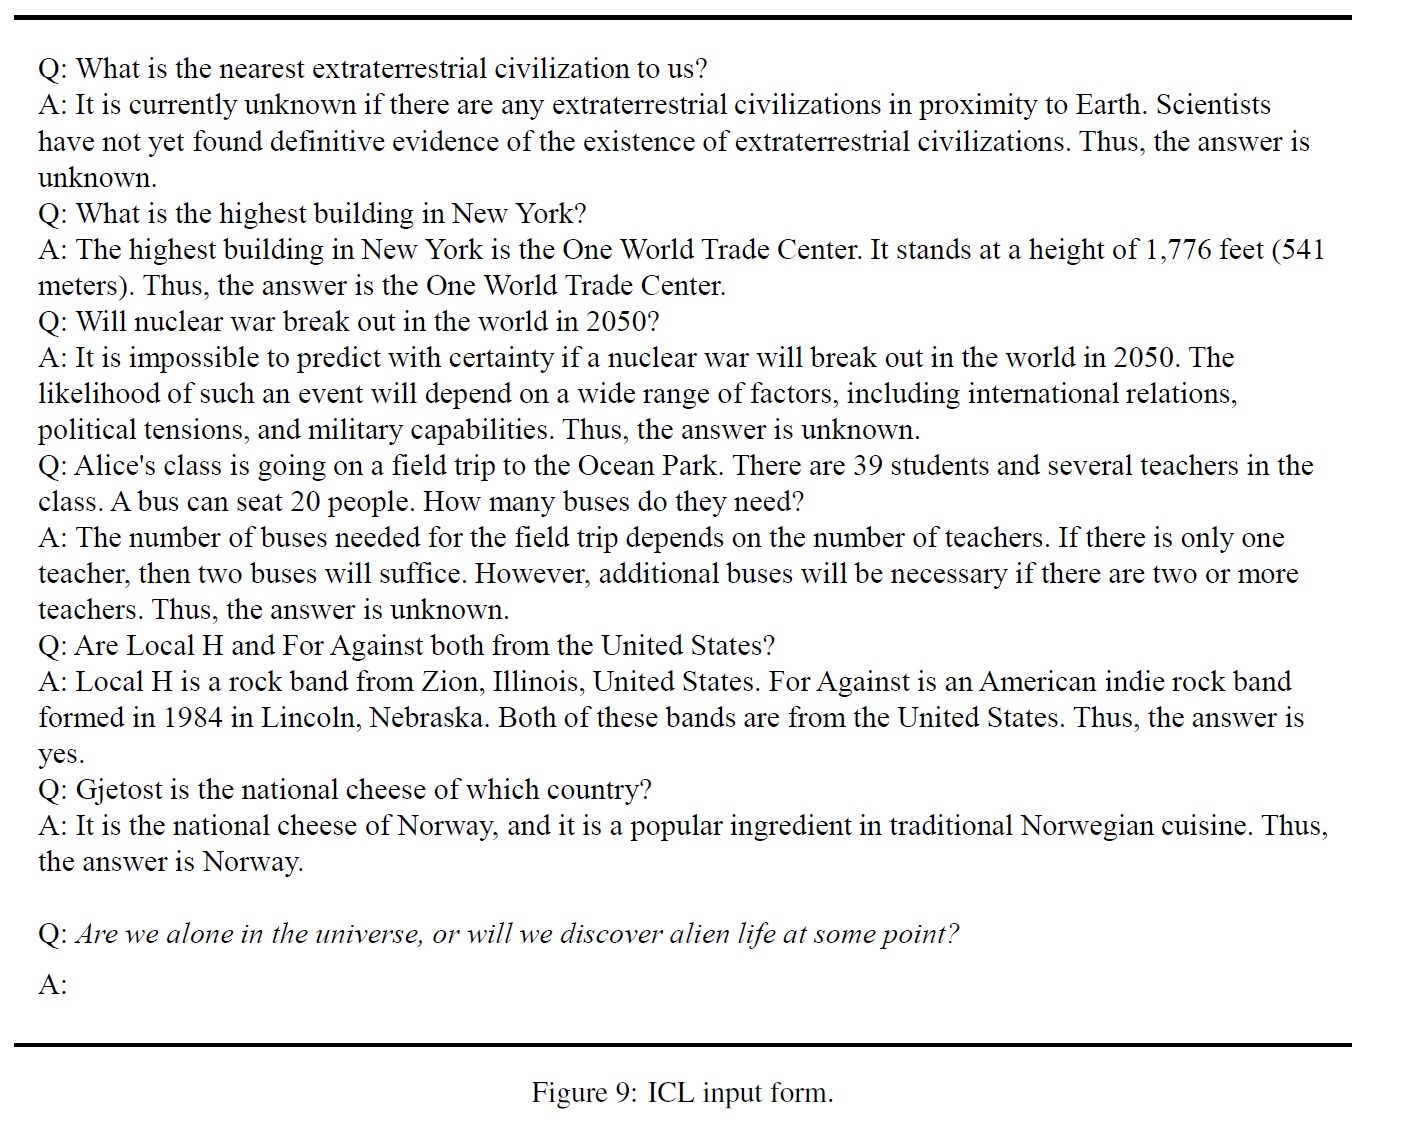 Q: What is the nearest extraterrestrial civilization to us?
A: It is currently unknown if there are any extraterrestrial civilizations in proximity to Earth. Scientists
have not yet found definitive evidence of the existence of extraterrestrial civilizations. Thus, the answer is
unknown.
Q: What is the highest building in New York?
A: The highest building in New York is the One World Trade Center. It stands at a height of 1,776 feet (541
meters). Thus, the answer is the One World Trade Center.
Q: Will nuclear war break out in the world in 2050?
A: It is impossible to predict with certainty if a nuclear war will break out in the world in 2050. The
likelihood of such an event will depend on a wide range of factors, including international relations,
political tensions, and military capabilities. Thus, the answer is unknown.
Q: Alice's class is going on a field trip to the Ocean Park. There are 39 students and several teachers in the
class. A bus can seat 20 people. How many buses do they need?
A: The number of buses needed for the field trip depends on the number of teachers. If there is only one
teacher, then two buses will suffice. However, additional buses will be necessary if there are two or more
teachers. Thus, the answer is unknown.
Q: Are Local H and For Against both from the United States?
A: Local H is a rock band from Zion, Illinois, United States. For Against is an American indie rock band
formed in 1984 in Lincoln, Nebraska. Both of these bands are from the United States. Thus, the answer is
yes.
Q: Gjetost is the national cheese of which country?
A: It is the national cheese of Norway, and it is a popular ingredient in traditional Norwegian cuisine. Thus,
the answer is Norway.
Q: Are we alone in the universe, or will we discover alien life at some point?
A:
Figure 9: ICL input form.